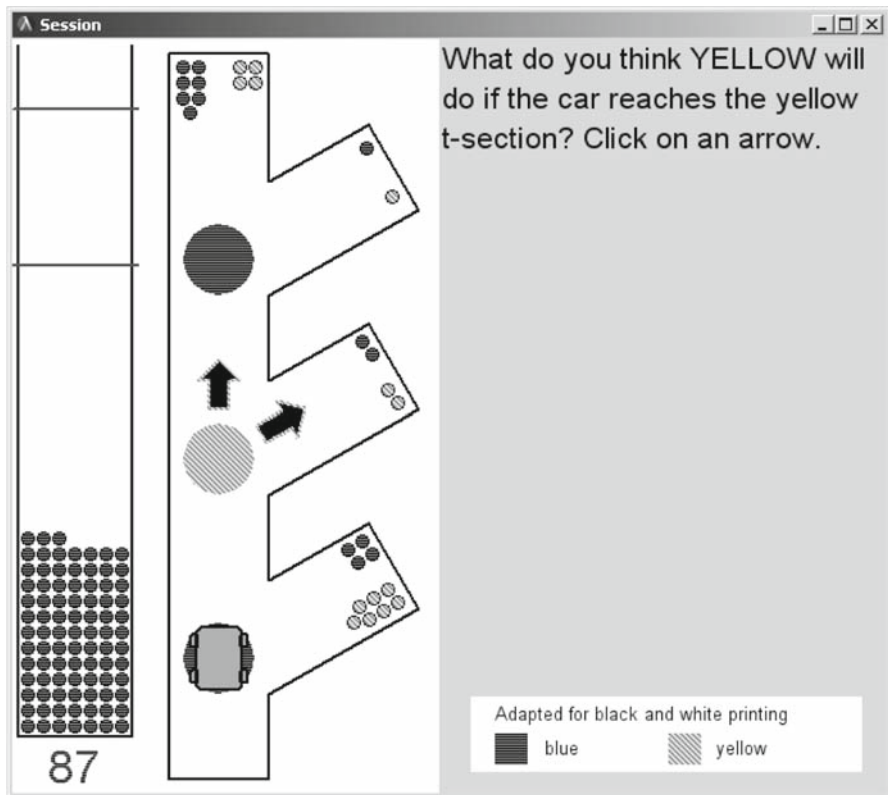 Session
What do you think YELLOW will
do if the car reaches the yellow
t-section? Click on an arrow.
87
Adapted for black and white printing
blue yellow